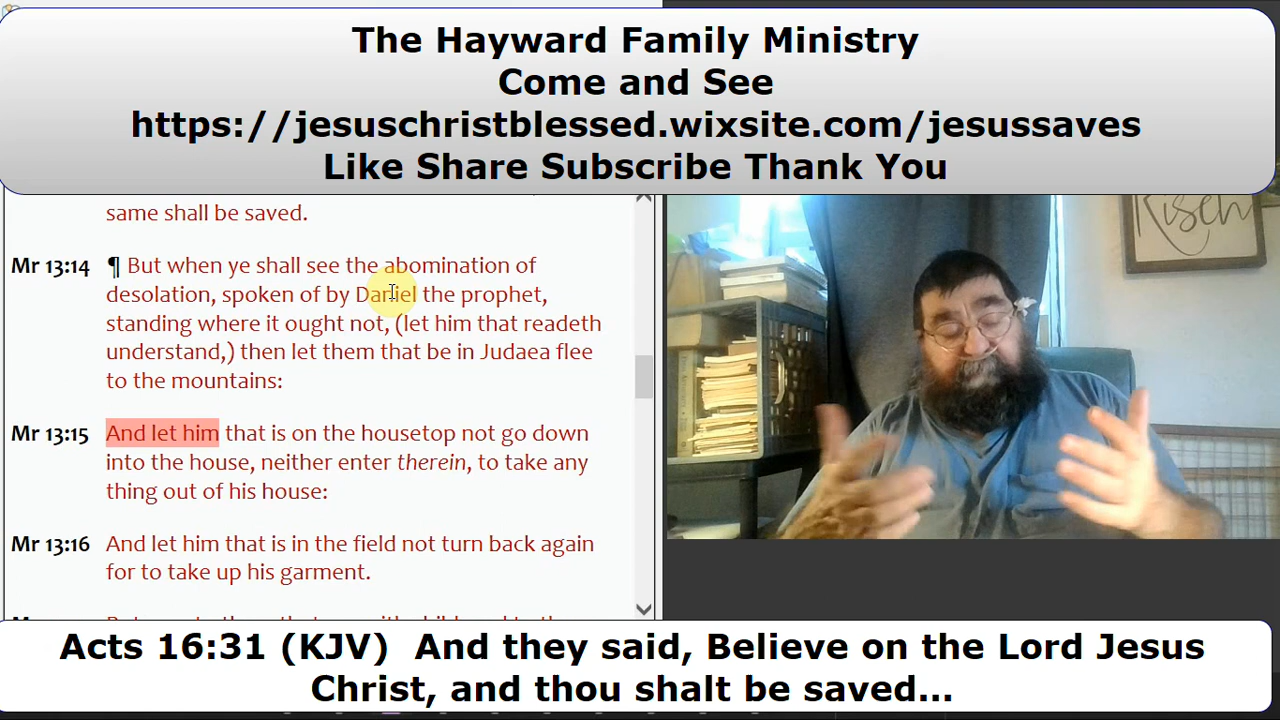 The Hayward Family Ministry
Come and See
https://jesuschristblessed.wixsite.com/jesussaves
Like Share Subscribe Thank You
same shall be saved.
Mr 13:14 ¶ But when ye shall see the abomination of
desolation, spoken of by Daniel the prophet,
standing where it ought not, (let him that readeth
understand,) then let them that be in Judaea flee
to the mountains:
Mr 13:15 And let him that is on the housetop not go down
into the house, neither enter therein, to take any
thing out of his house:
Mr 13:16 And let him that is in the field not turn back again
for to take up his garment.
Risen
Acts 16:31 (KJV) And they said, Believe on the Lord Jesus
Christ, and thou shalt be saved...